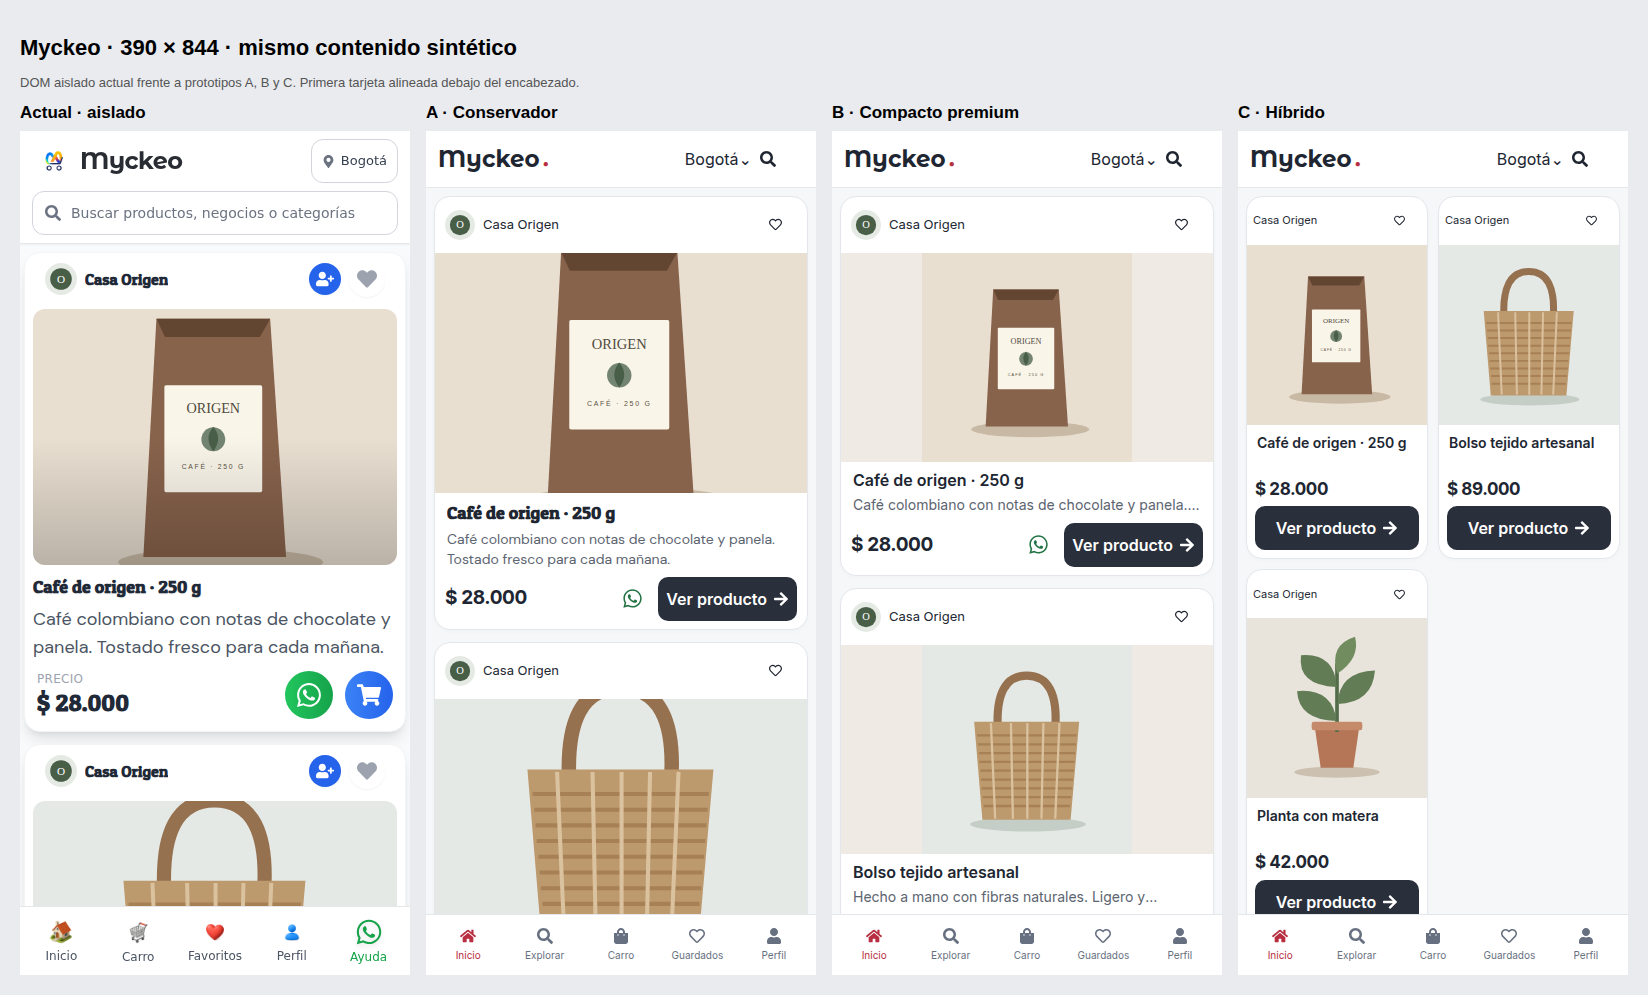 Myckeo · 390 × 844 · mismo contenido sintético
DOM aislado actual frente a prototipos A, B y C. Primera tarjeta alineada debajo del encabezado.
Actual · aislado
myckeo
Bogotá
Buscar productos, negocios o categorías
O
Casa Origen
ORIGEN
CAFÉ · 250 G
Café de origen · 250 g
Café colombiano con notas de chocolate y
panela. Tostado fresco para cada mañana.
PRECIO
$ 28.000
O
Casa Origen
Inicio
Carro
Favoritos
Perfil
Ayuda
A · Conservador
myckeo.
Bogotá
O
Casa Origen
ORIGEN
CAFÉ · 250 G
Café de origen · 250 g
Café colombiano con notas de chocolate y panela.
Tostado fresco para cada mañana.
$ 28.000
Ver producto
O
Casa Origen
Inicio
Explorar
Carro
Guardados
Perfil
B · Compacto premium
myckeo.
Bogotá
O
Casa Origen
ORIGEN
CAFÉ · 250 G
Café de origen · 250 g
Café colombiano con notas de chocolate y panela....
$ 28.000
Ver producto
O
Casa Origen
Bolso tejido artesanal
Hecho a mano con fibras naturales. Ligero y...
Inicio
Explorar
Carro
Guardados
Perfil
C · Híbrido
myckeo.
Bogotá
Casa Origen
ORIGEN
CAFÉ · 250 G
Café de origen · 250 g
$ 28.000
Ver producto
Casa Origen
Bolso tejido artesanal
$ 89.000
Ver producto
Casa Origen
Planta con matera
$ 42.000
Ver producto
Inicio
Explorar
Carro
Guardados
Perfil